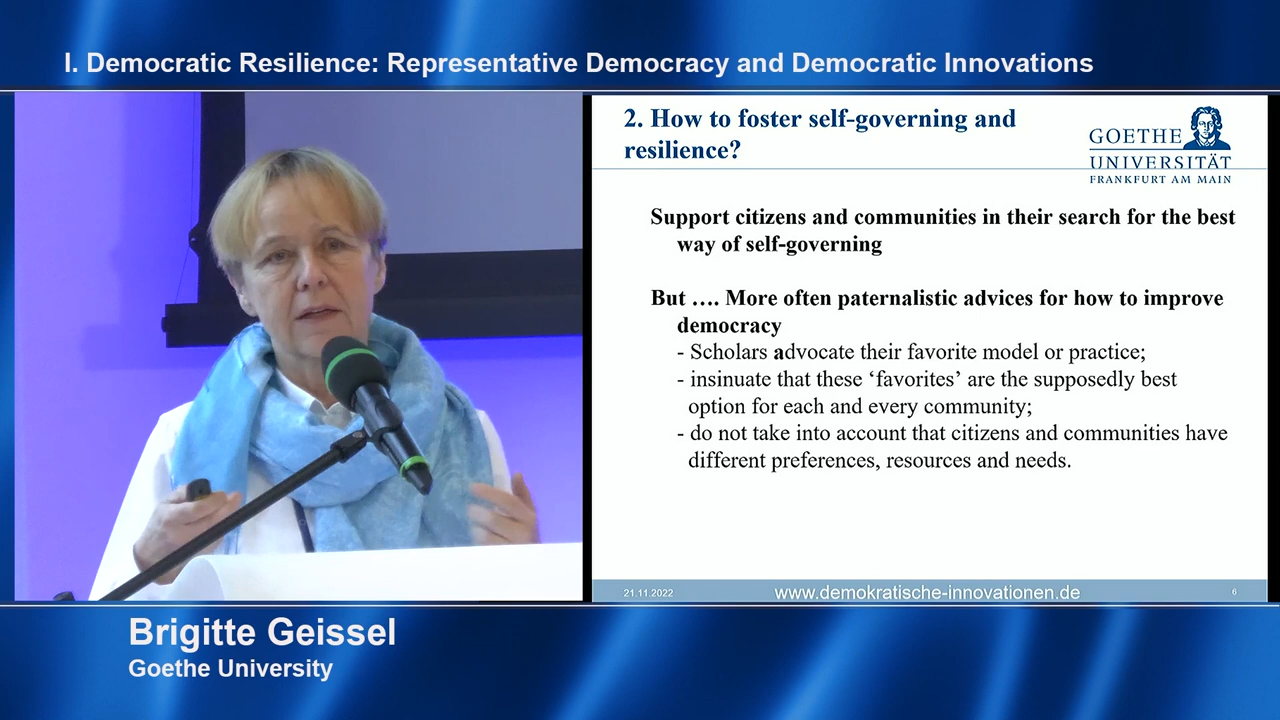 I. Democratic Resilience: Representative Democracy and Democratic Innovations
2. How to foster self-governing and
resilience?
GOETHE
UNIVERSITÄT
FRANKFURT AM MAIN
Support citizens and communities in their search for the best
way of self-governing
But …. More often paternalistic advices for how to improve
democracy
- Scholars advocate their favorite model or practice;
- insinuate that these ‘favorites’ are the supposedly best
option for each and every community;
- do not take into account that citizens and communities have
different preferences, resources and needs.
21.11.2022
www.demokratische-innovationen.de
6
Brigitte Geissel
Goethe University